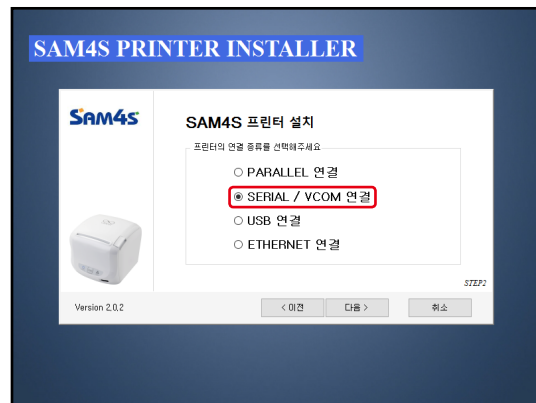 SAM4S PRINTER INSTALLER
SAM4S
SAM4S 프린터 설치
프린터의 연결 종류를 선택해주세요
PARALLEL 연결
SERIAL / VCOM 연결
USB 연결
ETHERNET 연결
STEP2
Version 2,0,2
< 이전
다음 >
취소